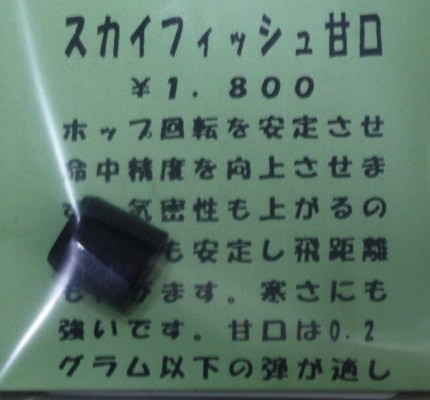 スカイフィッシュ甘口
￥1．800
ホップ回転を安定させ
命中精度を向上させま
気密性も上がるの
も安定し飛距離
ます。寒さにも
強いです。甘口は0.2
グラム以下の弾が適し